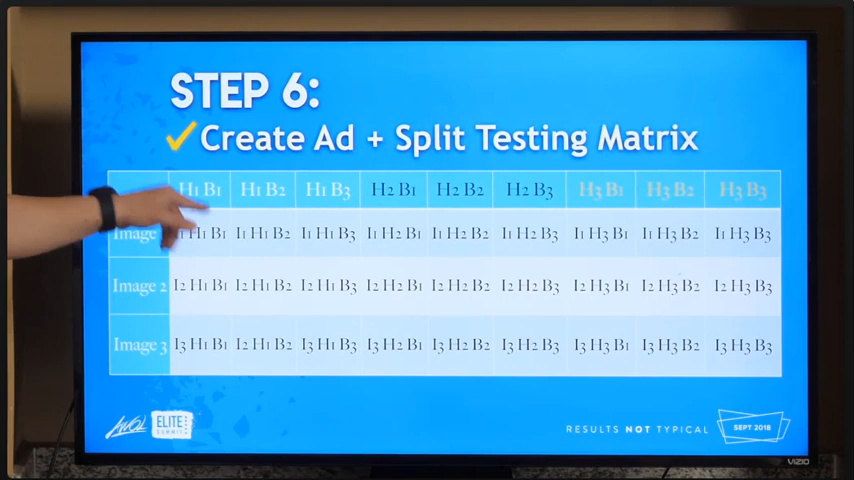 STEP 6:
Create Ad + Split Testing Matrix
H1 B1 H1 B2 H1 B3 H2 B1 H2 B2 H2 B3 H3 B1 H3 B2 H3 B3
Image I1 H1 B1 I1 H1 B2 I1 H1 B3 I1 H2 B1 I1 H2 B2 I1 H2 B3 I1 H3 B1 I1 H3 B2 I1 H3 B3
Image 2 I2 H1 B1 I2 H1 B2 I2 H1 B3 I2 H2 B1 I2 H2 B2 I2 H2 B3 I2 H3 B1 I2 H3 B2 I2 H3 B3
Image 3 I3 H1 B1 I2 H1 B2 I3 H1 B3 I3 H2 B1 I3 H2 B2 I3 H2 B3 I3 H3 B1 I3 H3 B2 I3 H3 B3
AWOL ELITE
SUMMIT
RESULTS NOT TYPICAL
SEPT 2018
VIZIO